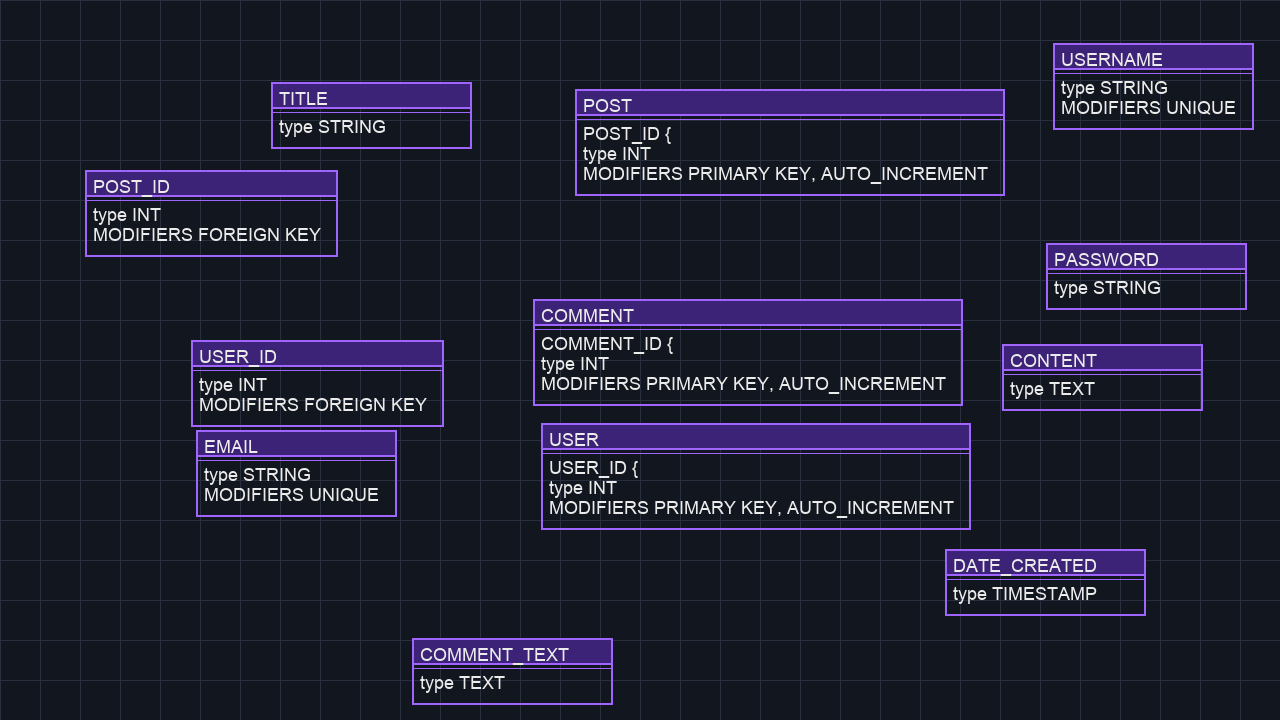 USERNAME
type STRING
MODIFIERS UNIQUE
TITLE
type STRING
POST
POST_ID {
type INT
MODIFIERS PRIMARY KEY, AUTO_INCREMENT
POST_ID
type INT
MODIFIERS FOREIGN KEY
PASSWORD
type STRING
COMMENT
COMMENT_ID {
type INT
MODIFIERS PRIMARY KEY, AUTO_INCREMENT
USER_ID
type INT
MODIFIERS FOREIGN KEY
CONTENT
type TEXT
EMAIL
type STRING
MODIFIERS UNIQUE
USER
USER_ID {
type INT
MODIFIERS PRIMARY KEY, AUTO_INCREMENT
DATE_CREATED
type TIMESTAMP
COMMENT_TEXT
type TEXT